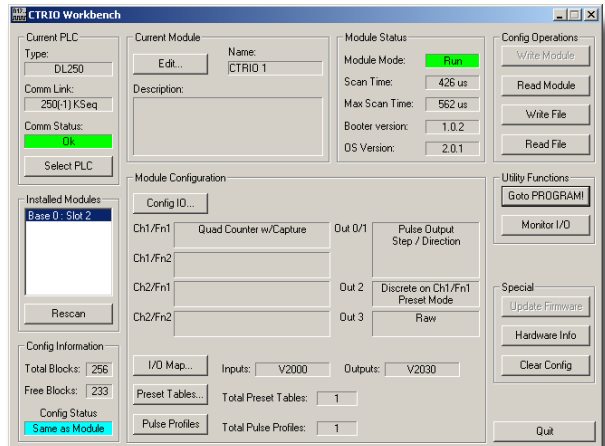 CTRIO Workbench
Current PLC
Type:
DL250
Comm Link:
250(-1) KSeq
Comm Status:
Ok
Select PLC
Current Module
Edit...
Name:
CTRIO 1
Description:
Module Status
Module Mode: Run
Scan Time: 426 us
Max Scan Time: 562 us
Booter version: 1.0.2
OS Version: 2.0.1
Config Operations
Write Module
Read Module
Write File
Read File
Installed Modules
Base 0 : Slot 2
Rescan
Module Configuration
Config IO...
Ch1/Fn1 Quad Counter w/Capture
Ch1/Fn2
Ch2/Fn1
Ch2/Fn2
Out 0/1 Pulse Output
Step / Direction
Out 2 Discrete on Ch1/Fn1
Preset Mode
Out 3 Raw
I/O Map... Inputs: V2000 Outputs: V2030
Preset Tables... Total Preset Tables: 1
Pulse Profiles Total Pulse Profiles: 1
Utility Functions
Goto PROGRAM!
Monitor I/O
Special
Update Firmware
Hardware Info
Clear Config
Config Information
Total Blocks: 256
Free Blocks: 233
Config Status
Same as Module
Quit